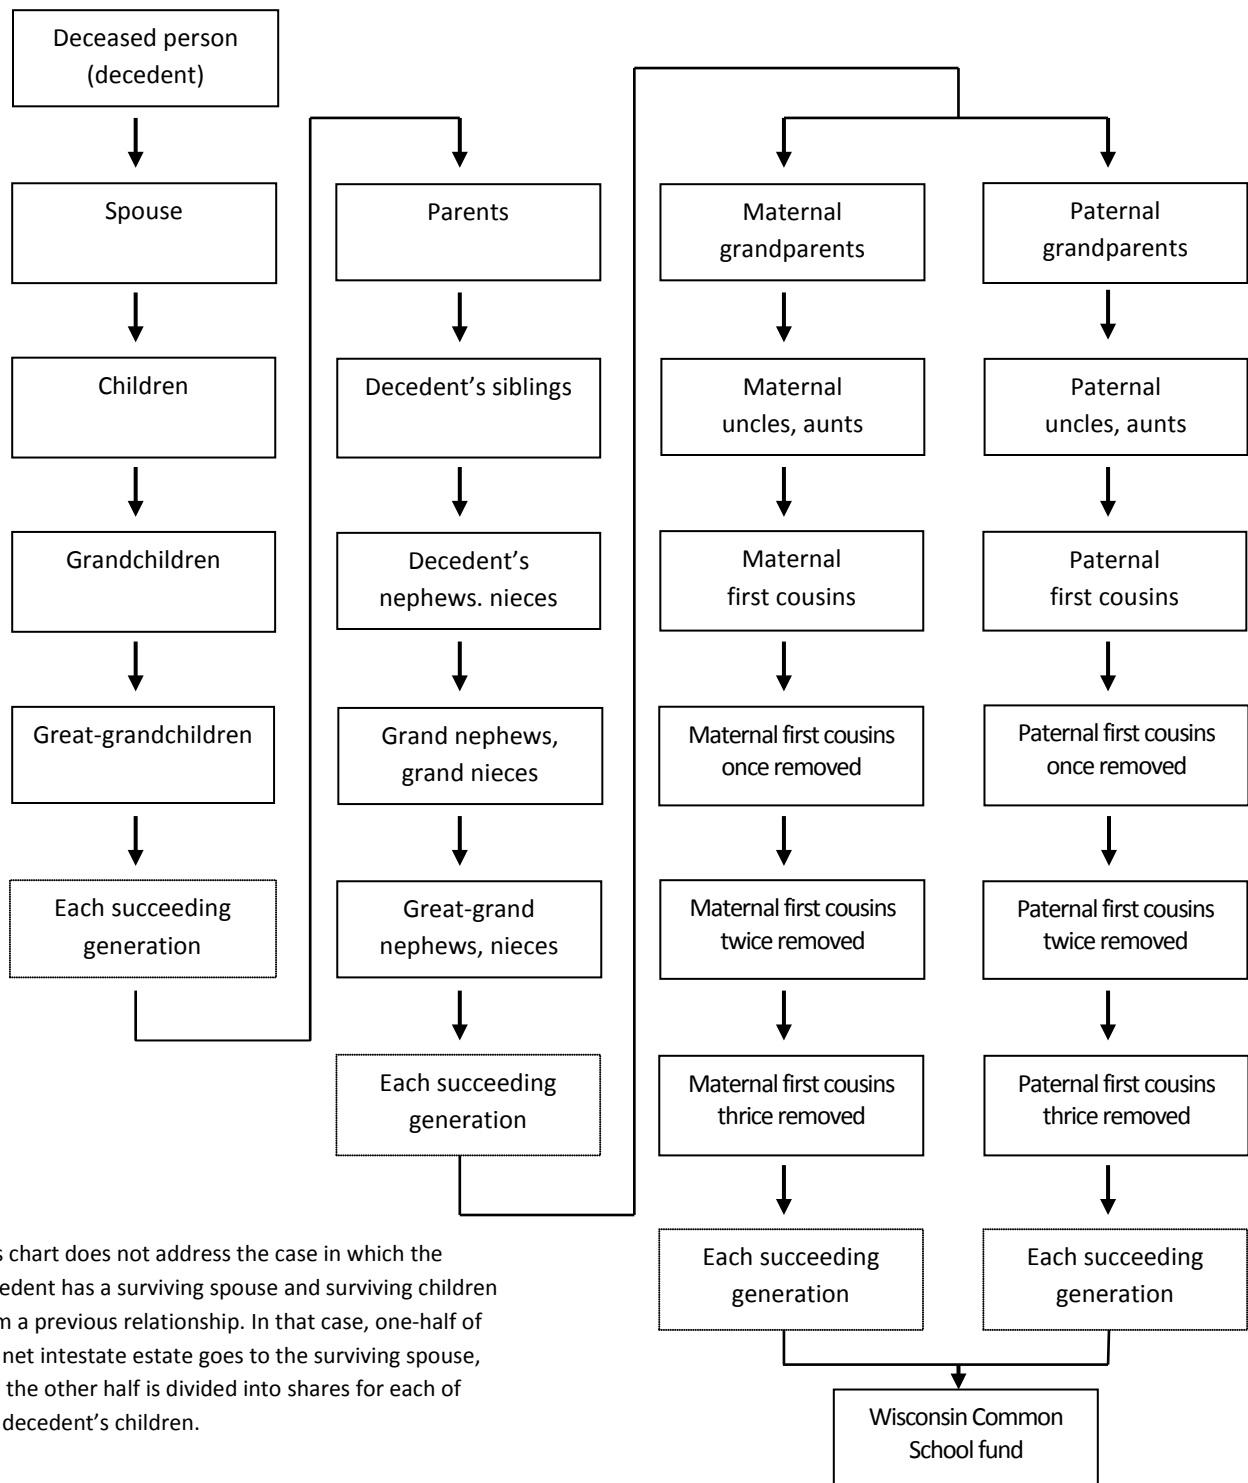 Deceased person
(decedent)
Spouse
Children
Grandchildren
Great-grandchildren
Each succeeding
generation
Parents
Decedent’s siblings
Decedent’s
nephews. nieces
Grand nephews,
grand nieces
Great-grand
nephews, nieces
Each succeeding
generation
Maternal
grandparents
Maternal
uncles, aunts
Maternal
first cousins
Maternal first cousins
once removed
Maternal first cousins
twice removed
Maternal first cousins
thrice removed
Each succeeding
generation
Paternal
grandparents
Paternal
uncles, aunts
Paternal
first cousins
Paternal first cousins
once removed
Paternal first cousins
twice removed
Paternal first cousins
thrice removed
Each succeeding
generation
Wisconsin Common
School fund
chart does not address the case in which the
has a surviving spouse and surviving children
a previous relationship. In that case, one-half of
net intestate estate goes to the surviving spouse,
the other half is divided into shares for each of
decedent’s children.